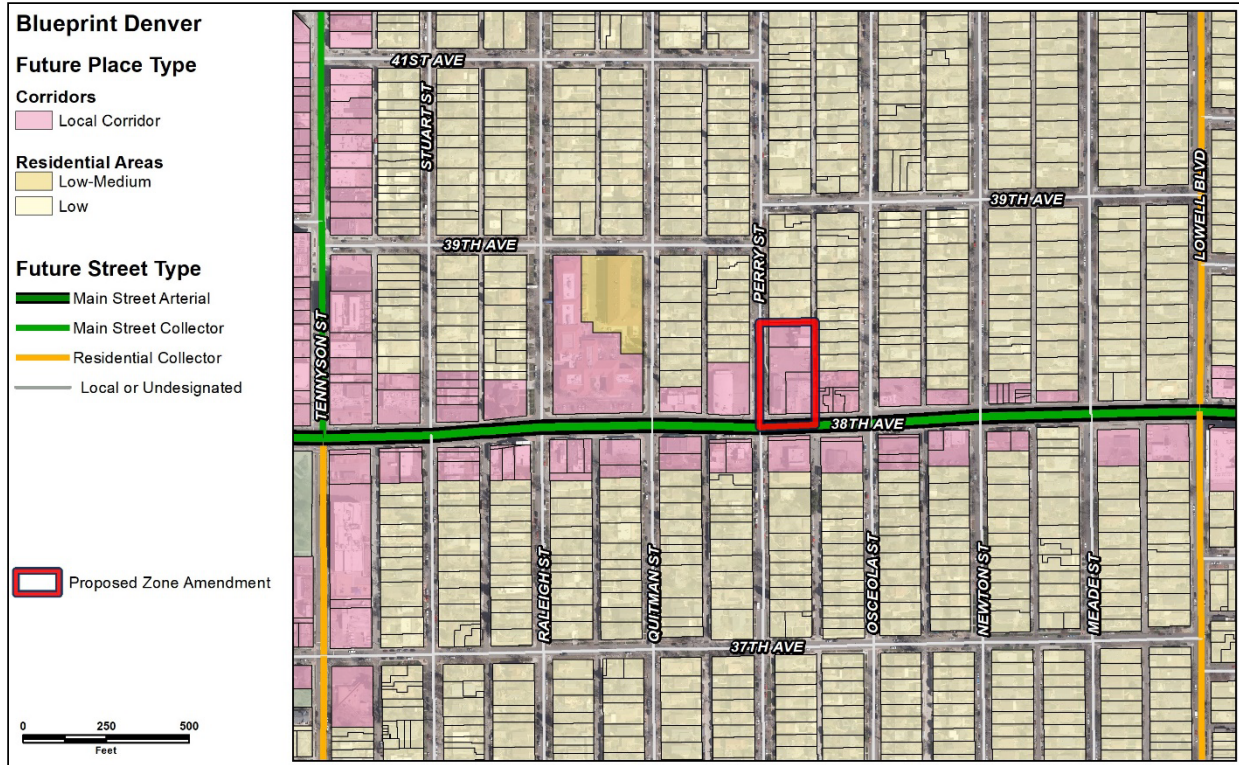 Blueprint Denver
Future Place Type
Corridors
Local Corridor
Residential Areas
Low-Medium
Low
Future Street Type
Main Street Arterial
Main Street Collector
Residential Collector
Local or Undesignated
Proposed Zone Amendment
0 250 500
Feet
41ST AVE
STUART ST
LOWELL BLVD
39TH AVE
39TH AVE
PERRY ST
TENNYSON ST
38TH AVE
RALEIGH ST
QUITMAN ST
OSCEOLA ST
NEWTON ST
MEADE ST
37TH AVE